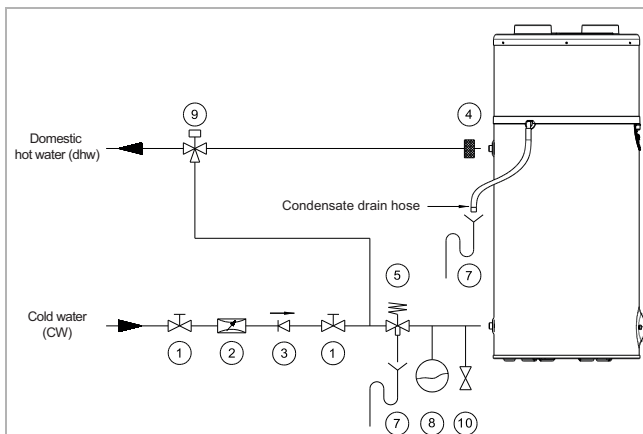 9
4
Domestic
hot water (dhw)
Condensate drain hose
7
5
Cold water
(CW)
1
2
3
1
7
8
10